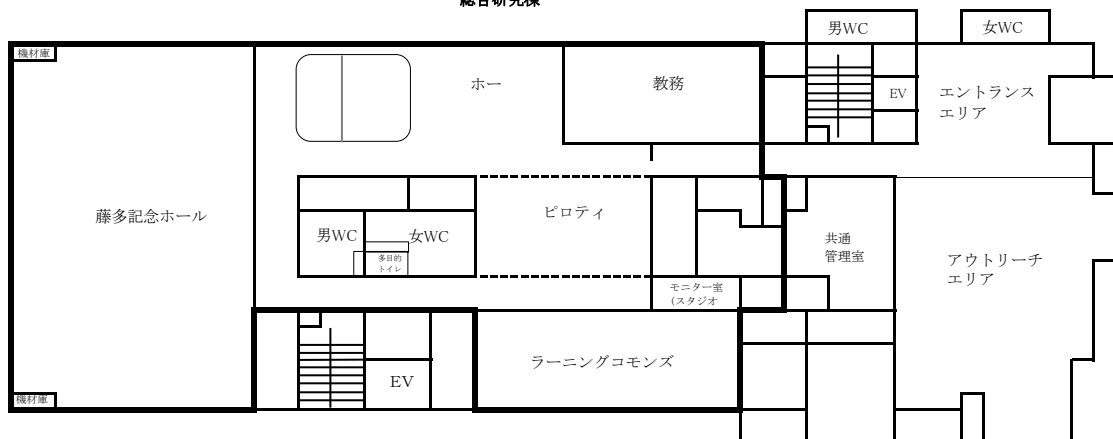 総合研究棟
男WC
女WC
機材庫
ホー
教務
EV
エントランス
エリア
藤多記念ホール
ピロティ
男WC
女WC
多目的
トイレ
共通
管理室
アウトリーチ
エリア
モニター室
(スタジオ
ラーニングコモンズ
EV
機材庫